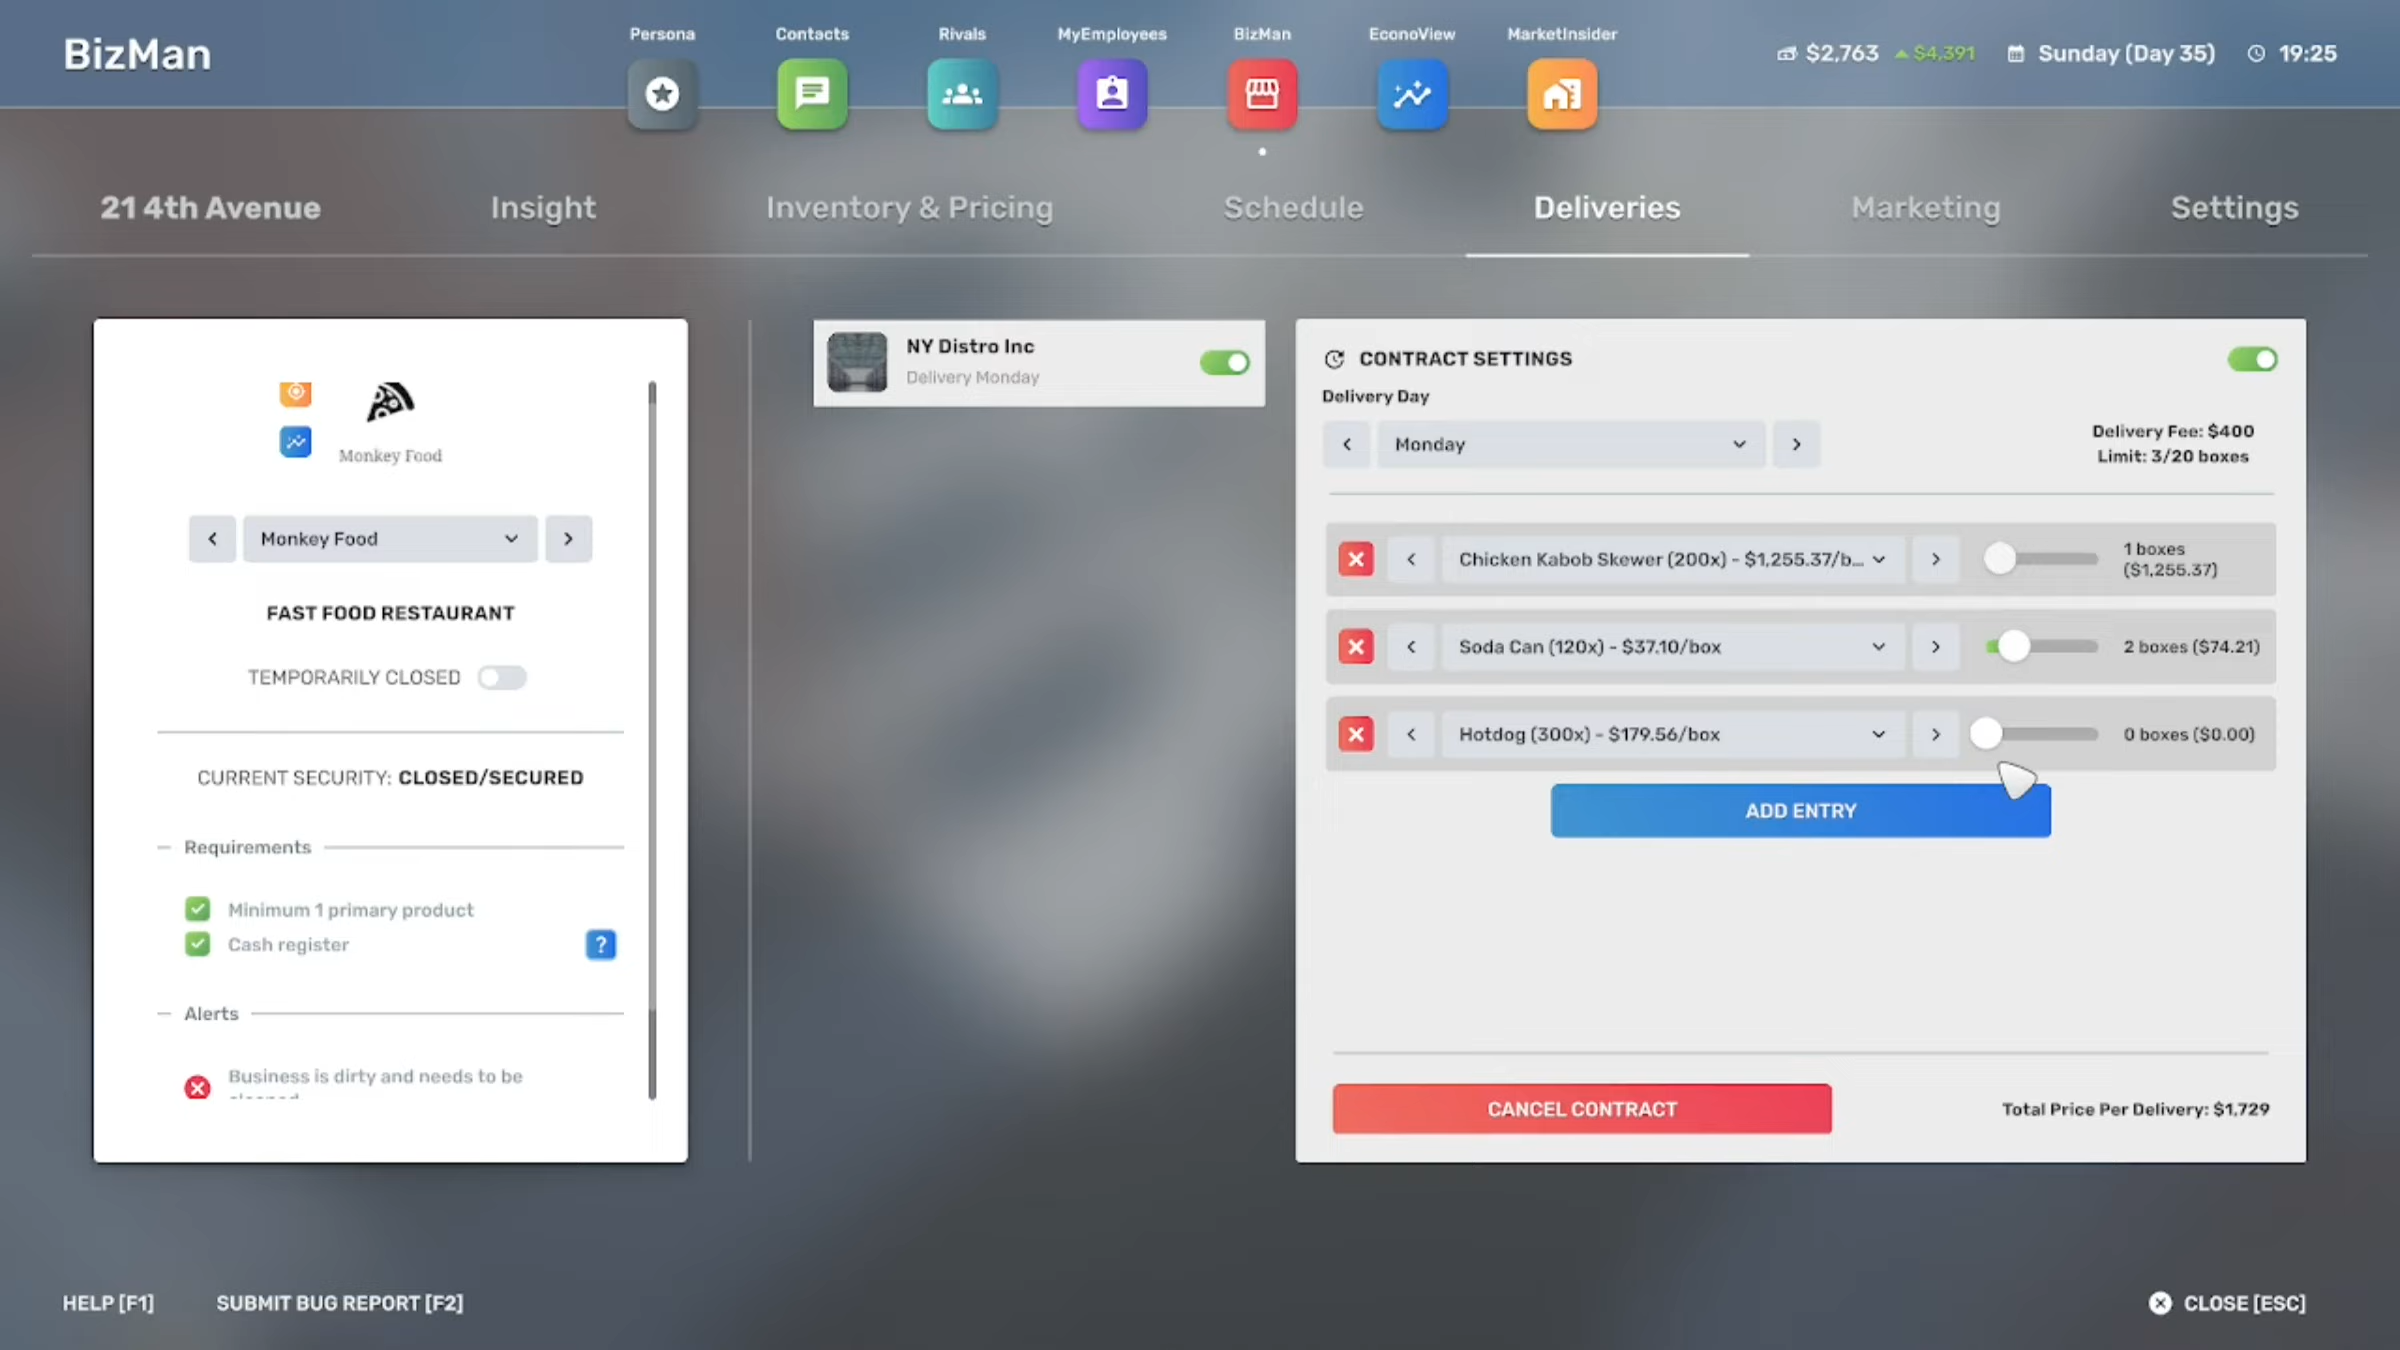 BizMan
Persona
Contacts
Rivals
MyEmployees
BizMan
EconoView
MarketInsider
$2,763
$4,391
Sunday (Day 35)
19:25
21 4th Avenue
Insight
Inventory & Pricing
Schedule
Deliveries
Marketing
Settings
Monkey Food
Monkey Food
FAST FOOD RESTAURANT
TEMPORARILY CLOSED
CURRENT SECURITY: CLOSED/SECURED
Requirements
Minimum 1 primary product
Cash register
?
Alerts
Business is dirty and needs to be
NY Distro Inc
Delivery Monday
CONTRACT SETTINGS
Delivery Day
Monday
Delivery Fee: $400
Limit: 3/20 boxes
Chicken Kabob Skewer (200x) - $1,255.37/b...
1 boxes
($1,255.37)
Soda Can (120x) - $37.10/box
2 boxes ($74.21)
Hotdog (300x) - $179.56/box
0 boxes ($0.00)
ADD ENTRY
CANCEL CONTRACT
Total Price Per Delivery: $1,729
HELP [F1]
SUBMIT BUG REPORT [F2]
CLOSE [ESC]